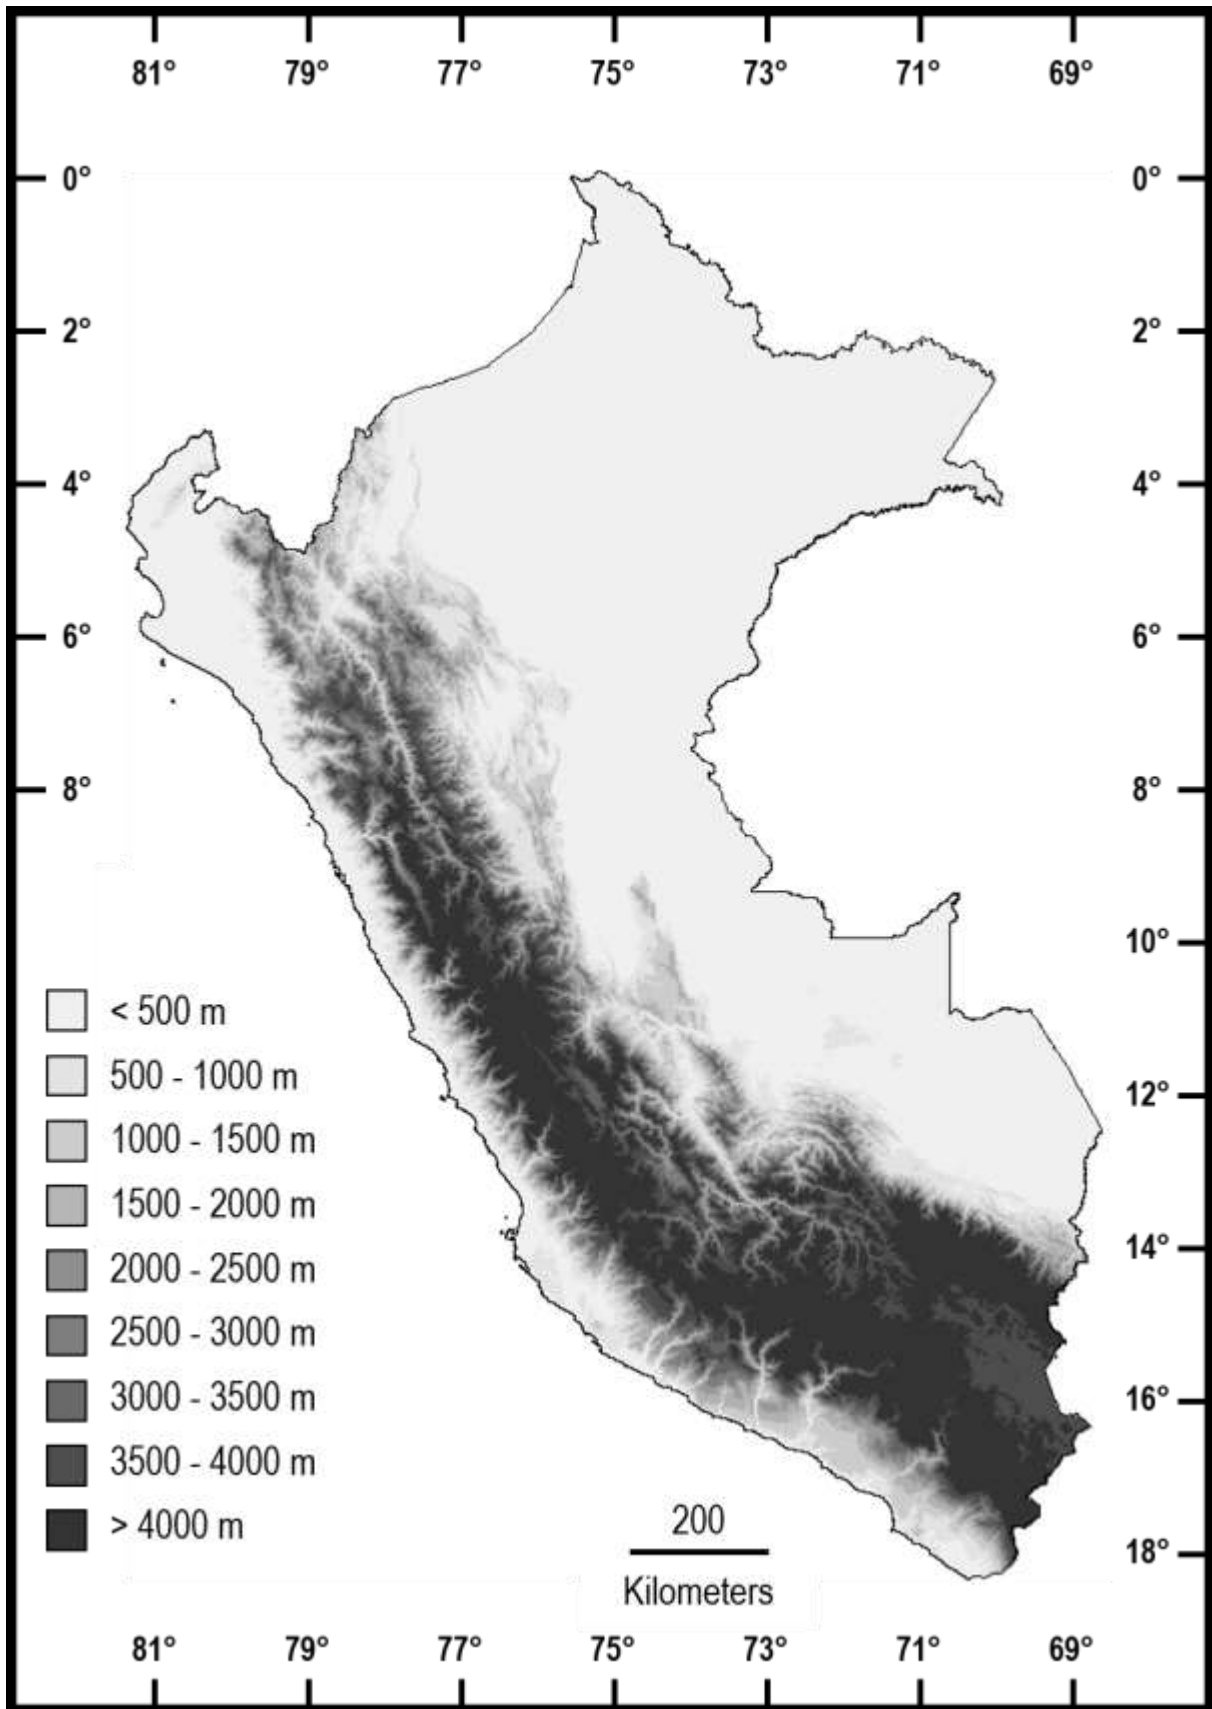 81° 79° 77° 75° 73° 71° 69°
0° 0°
2° 2°
4° 4°
6° 6°
8° 8°
10°
< 500 m
500 - 1000 m
12°
1000 - 1500 m
1500 - 2000 m
14°
2000 - 2500 m
2500 - 3000 m
3000 - 3500 m
16°
3500 - 4000 m
200
> 4000 m
18°
Kilometers
81° 79° 77° 75° 73° 71° 69°